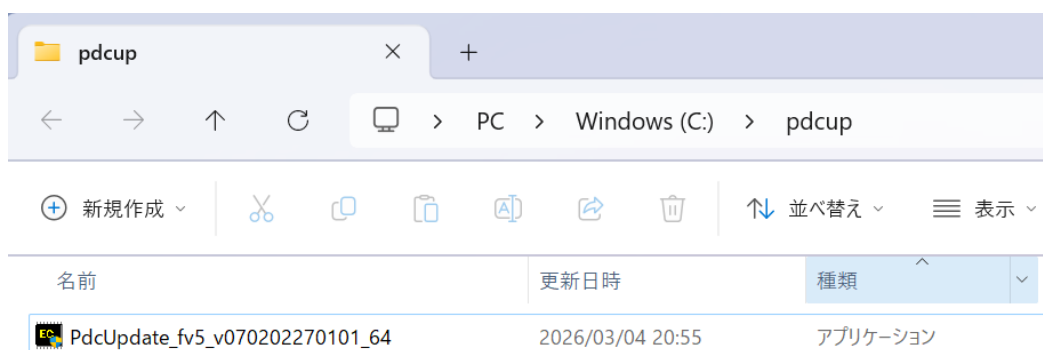 pdcup
PC > Windows (C:) > pdcup
新規作成 並べ替え 表示
名前 更新日時 種類
PdcUpdate_fv5_v070202270101_64 2026/03/04 20:55 アプリケーション